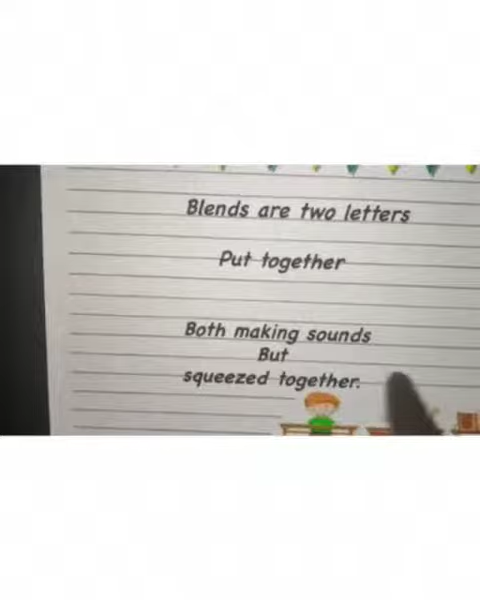 Blends are two letters
Put together
Both making sounds
But
squeezed together.